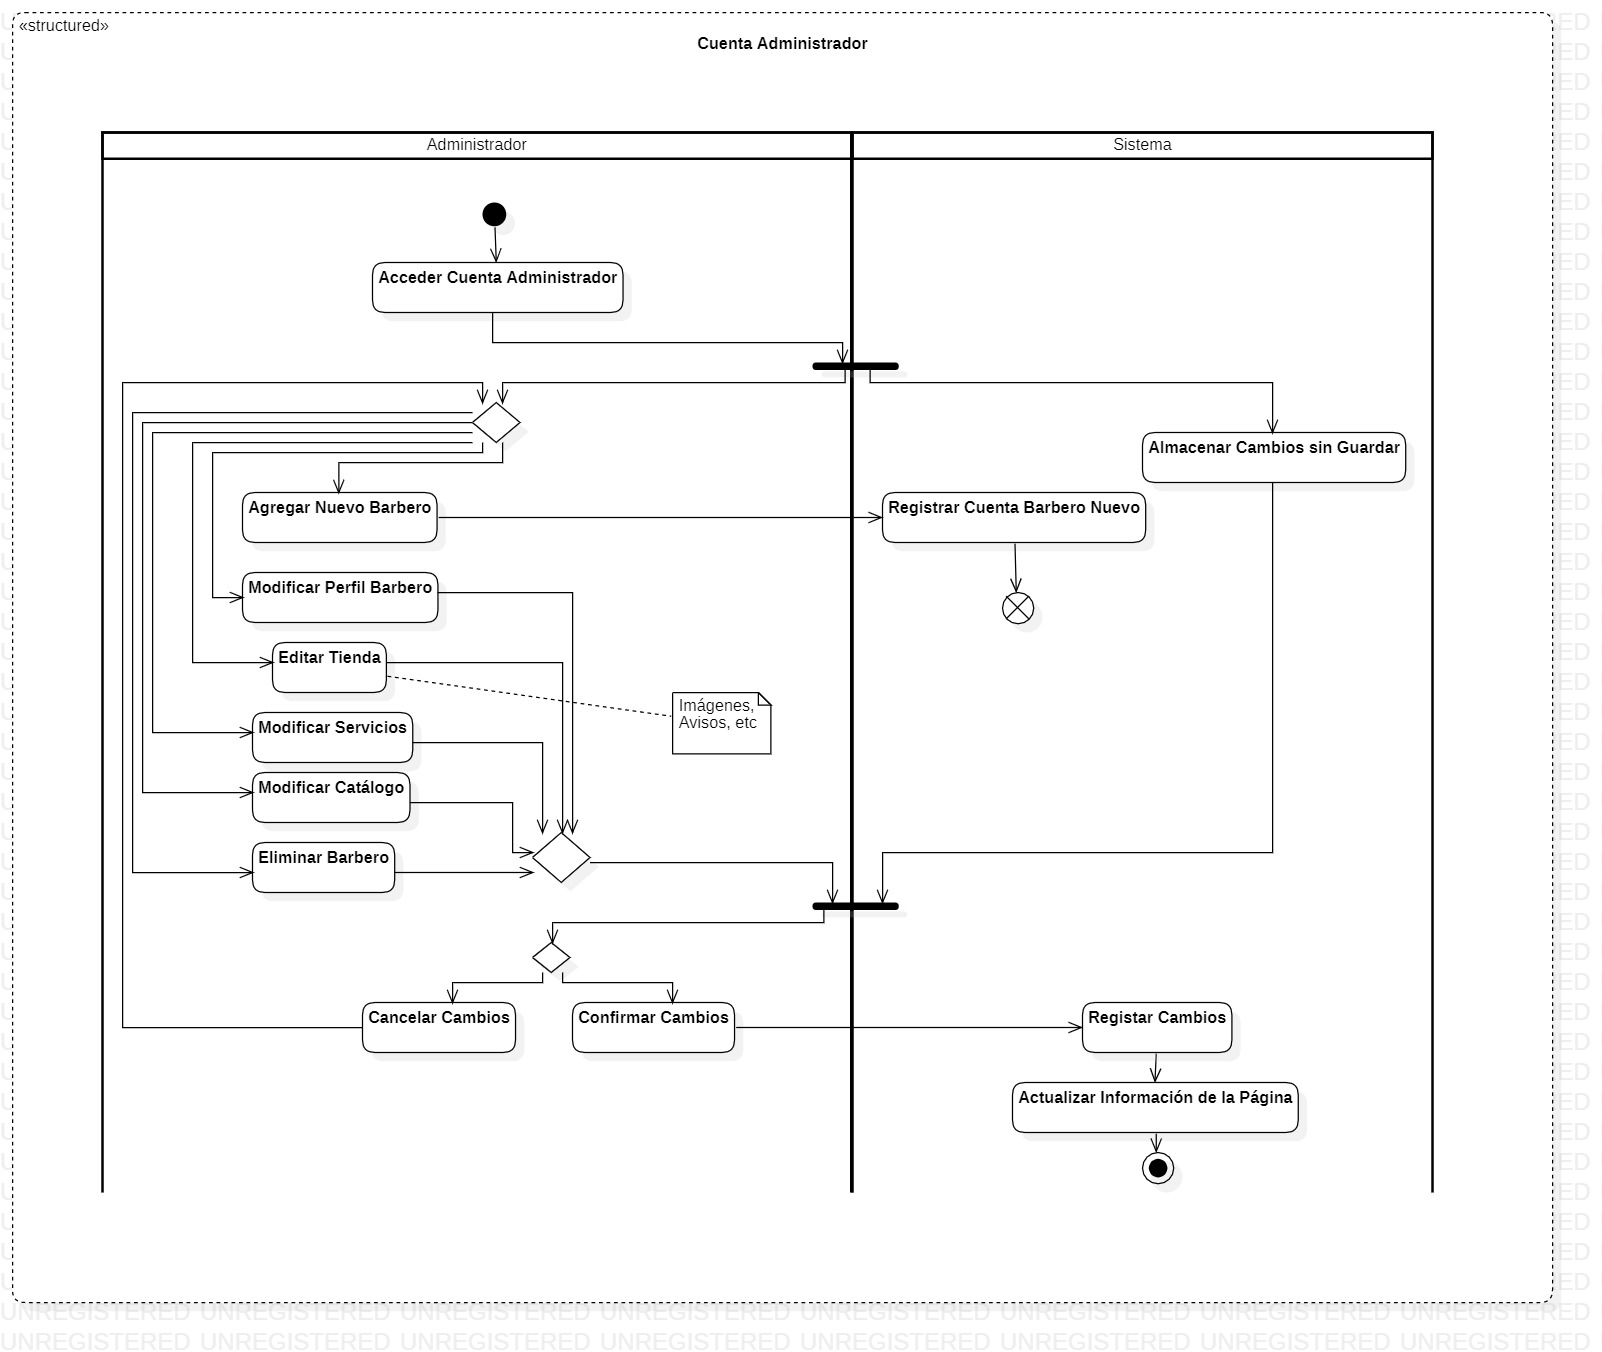 «structured»
Cuenta Administrador
Administrador
Sistema
Acceder Cuenta Administrador
Almacenar Cambios sin Guardar
Agregar Nuevo Barbero
Registrar Cuenta Barbero Nuevo
Modificar Perfil Barbero
Editar Tienda
Imágenes,
Avisos, etc
Modificar Servicios
Modificar Catálogo
Eliminar Barbero
Cancelar Cambios
Confirmar Cambios
Registar Cambios
Actualizar Información de la Página
UNREGISTERED UNREGISTERED UNREGISTERED UNREGISTERED UNREGISTERED UNREGISTERED UNREGISTERED UNREGISTERED
UNREGISTERED UNREGISTERED UNREGISTERED UNREGISTERED UNREGISTERED UNREGISTERED UNREGISTERED UNREGISTERED